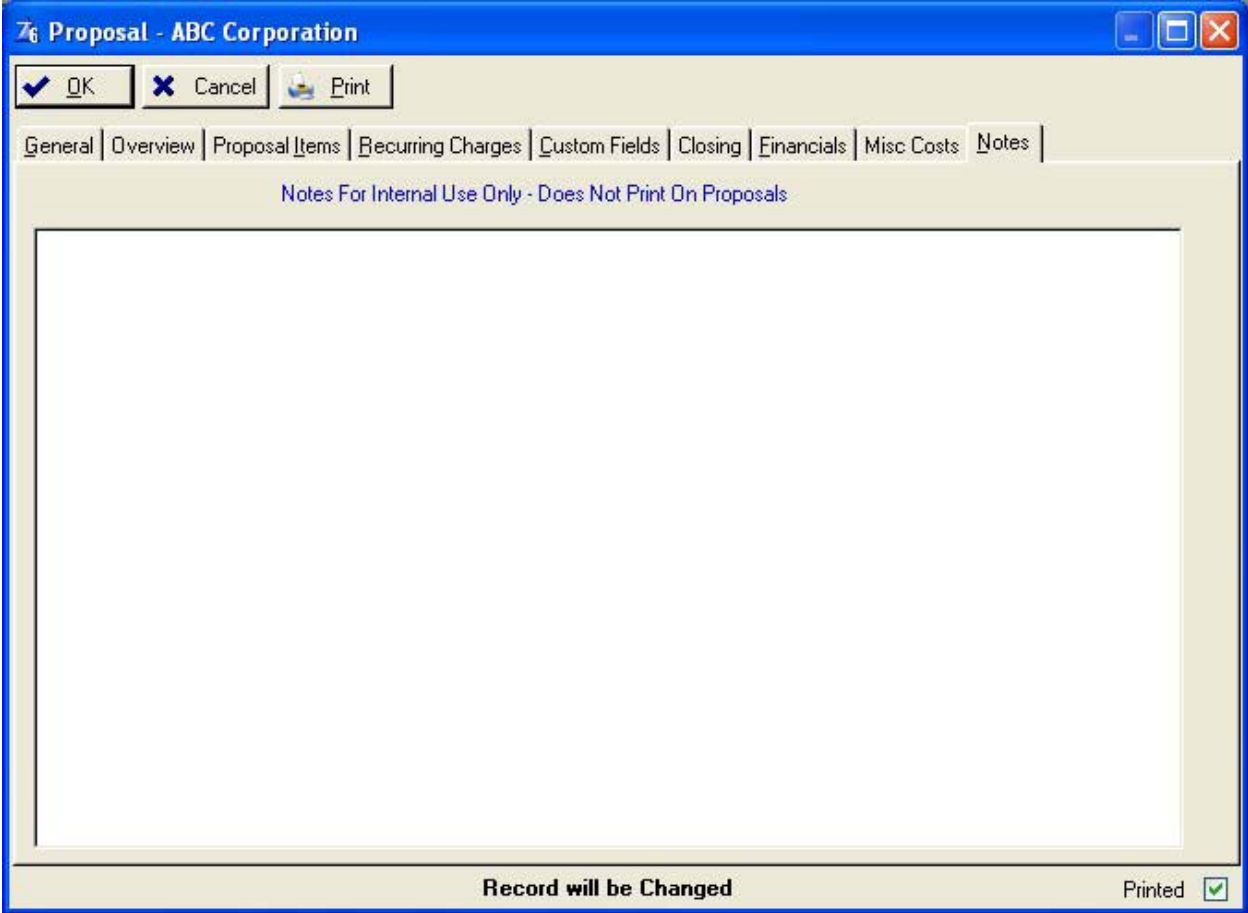 76 Proposal - ABC Corporation
OK Cancel Print
General Overview Proposal Items Recurring Charges Custom Fields Closing Financials Misc Costs Notes
Notes For Internal Use Only - Does Not Print On Proposals
Record will be Changed Printed